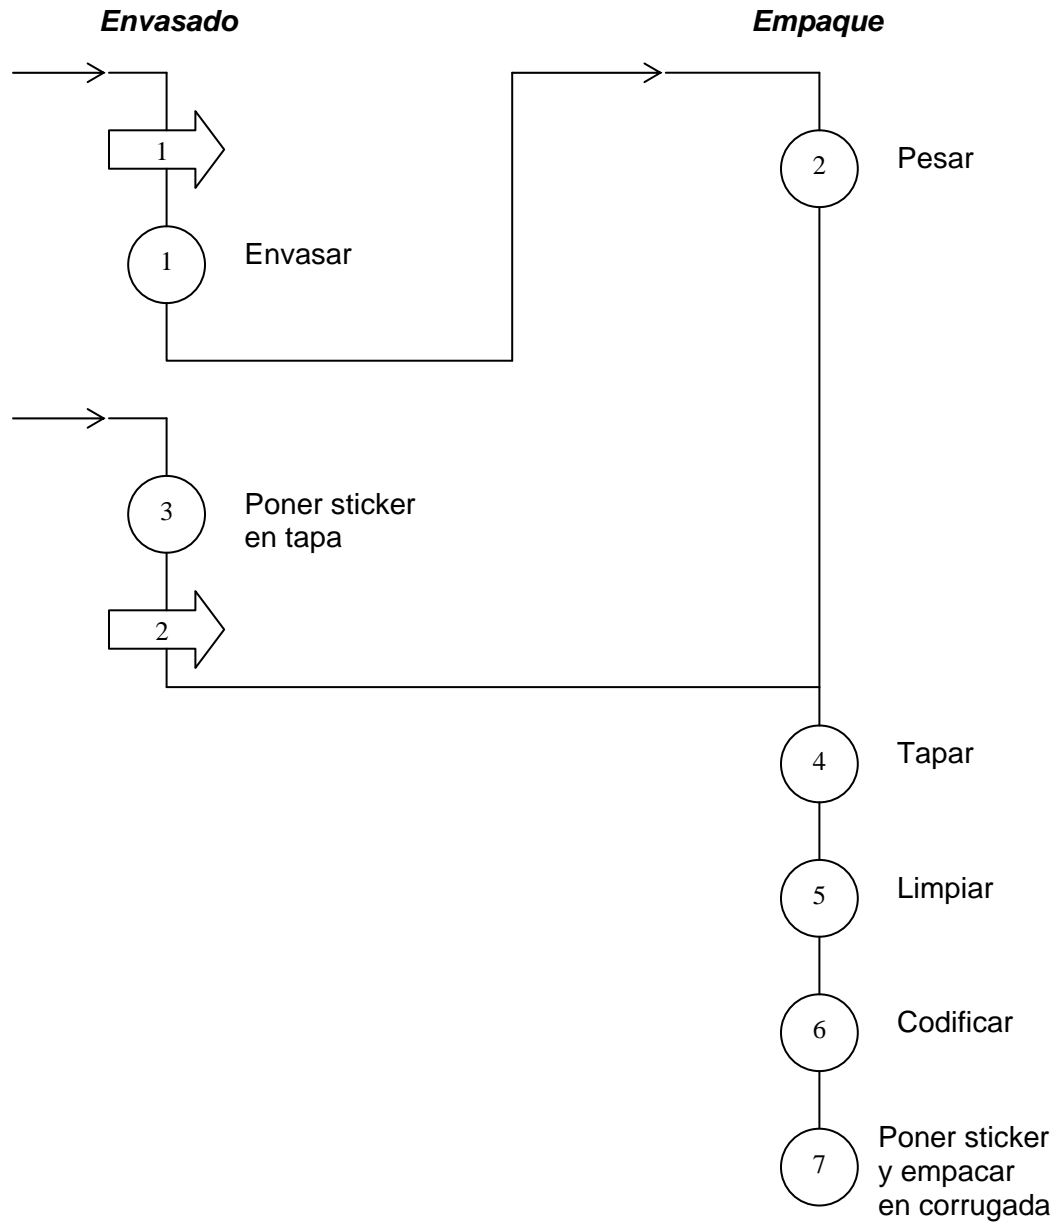 Envasado
Empaque
1
2
Pesar
1
Envasar
3
Poner sticker
en tapa
2
4
Tapar
5
Limpiar
6
Codificar
7
Poner sticker
y empacar
en corrugada